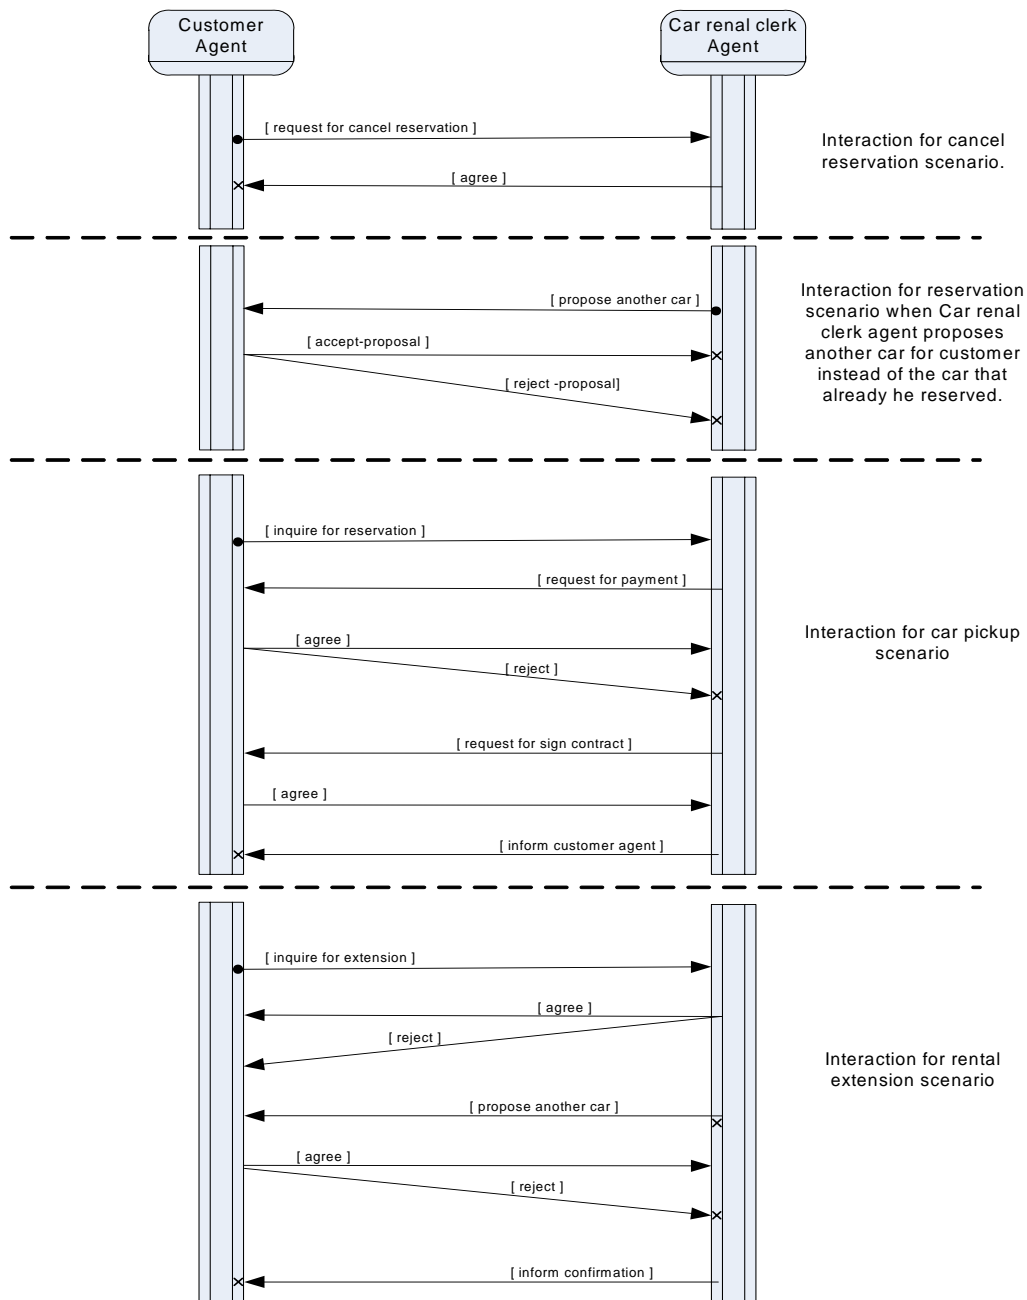 Customer
Agent
Car renal clerk
Agent
[ request for cancel reservation ]
[ agree ]
Interaction for cancel
reservation scenario.
[ propose another car ]
[ accept-proposal ]
[ reject -proposal]
Interaction for reservation
scenario when Car renal
clerk agent proposes
another car for customer
instead of the car that
already he reserved.
[ inquire for reservation ]
[ request for payment ]
[ agree ]
[ reject ]
[ request for sign contract ]
[ agree ]
[ inform customer agent ]
Interaction for car pickup
scenario
[ inquire for extension ]
[ agree ]
[ reject ]
[ propose another car ]
[ agree ]
[ reject ]
[ inform confirmation ]
Interaction for rental
extension scenario